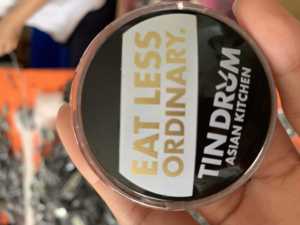 EAT LESS
ORDINARY.
TIN DRUM
ASIAN KITCHEN